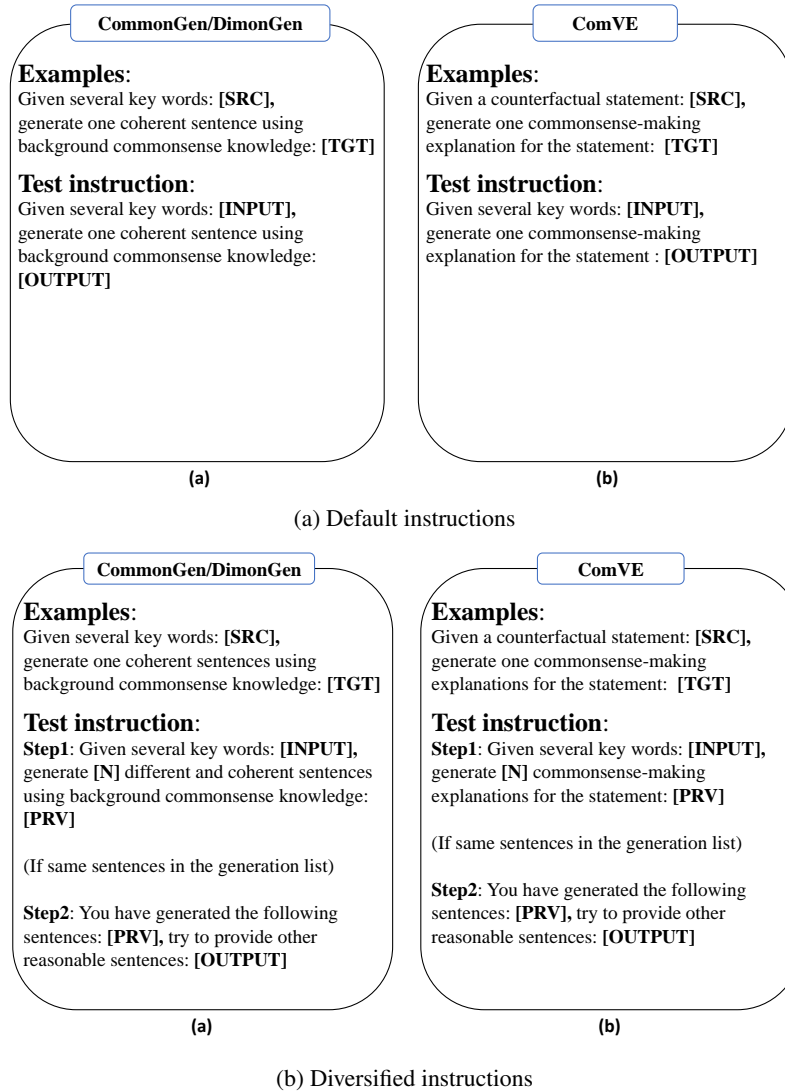 CommonGen/DimonGen
Examples:
Given several key words: [SRC],
generate one coherent sentence using
background commonsense knowledge: [TGT]
Test instruction:
Given several key words: [INPUT],
generate one coherent sentence using
background commonsense knowledge:
[OUTPUT]
(a)
ComVE
Examples:
Given a counterfactual statement: [SRC],
generate one commonsense-making
explanation for the statement: [TGT]
Test instruction:
Given several key words: [INPUT],
generate one commonsense-making
explanation for the statement : [OUTPUT]
(b)
(a) Default instructions
CommonGen/DimonGen
Examples:
Given several key words: [SRC],
generate one coherent sentences using
background commonsense knowledge: [TGT]
Test instruction:
Step1: Given several key words: [INPUT],
generate [N] different and coherent sentences
using background commonsense knowledge:
[PRV]
(If same sentences in the generation list)
Step2: You have generated the following
sentences: [PRV], try to provide other
reasonable sentences: [OUTPUT]
(a)
ComVE
Examples:
Given a counterfactual statement: [SRC],
generate one commonsense-making
explanations for the statement: [TGT]
Test instruction:
Step1: Given several key words: [INPUT],
generate [N] commonsense-making
explanations for the statement: [PRV]
(If same sentences in the generation list)
Step2: You have generated the following
sentences: [PRV], try to provide other
reasonable sentences: [OUTPUT]
(b)
(b) Diversified instructions